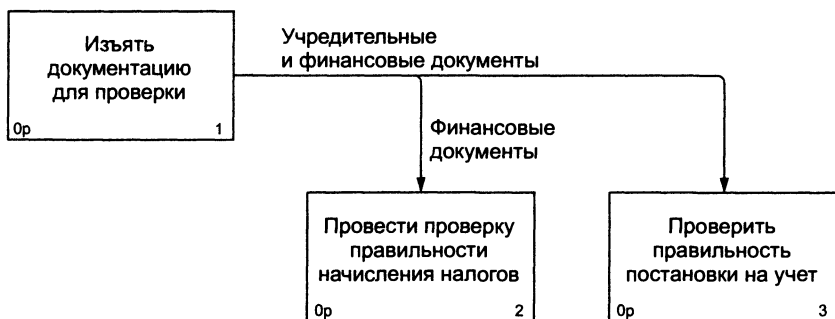 Изъять
документацию
для проверки
0р 1
Учредительные
и финансовые документы
Финансовые
документы
Провести проверку
правильности
начисления налогов
0р 2
Проверить
правильность
постановки на учет
0р 3